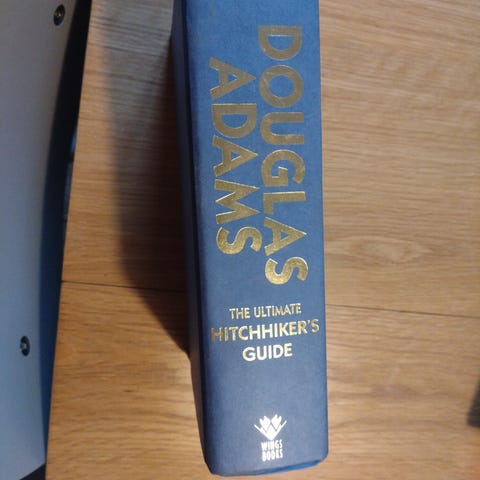 DOUGLAS
ADAMS
THE ULTIMATE
HITCHHIKER'S
GUIDE
WINGS
BOOKS